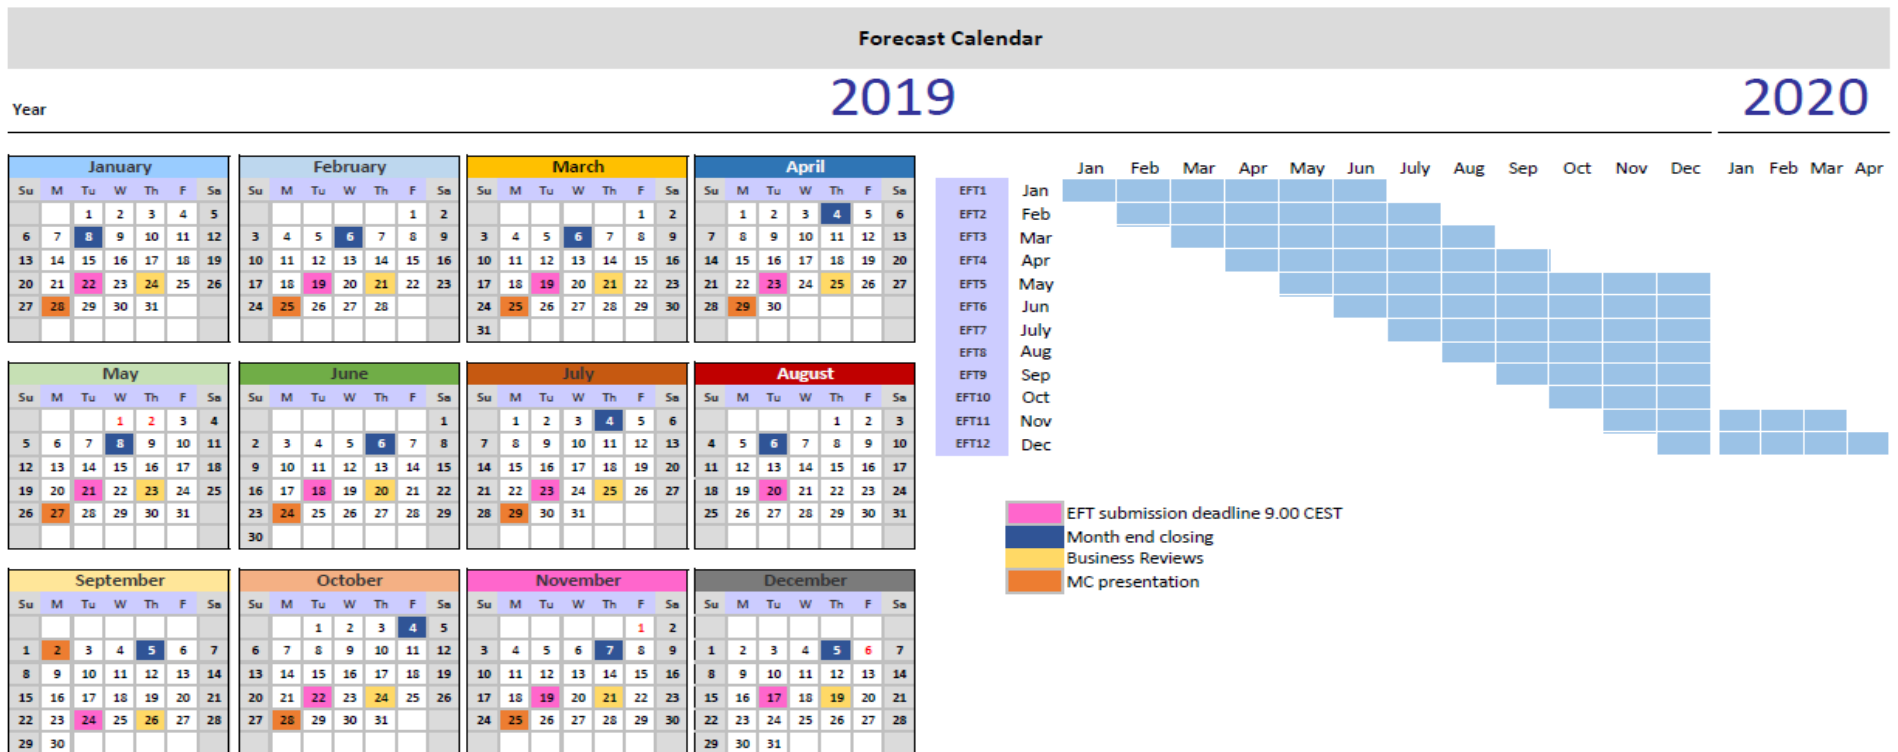 Forecast Calendar
Year 2019 2020
January February March April
Su M Tu W Th F Sa Su M Tu W Th F Sa Su M Tu W Th F Sa Su M Tu W Th F Sa
1 2 3 4 5 1 2 1 2 1 2 3 4 5 6
6 7 8 9 10 11 12 3 4 5 6 7 8 9 3 4 5 6 7 8 9 7 8 9 10 11 12 13
13 14 15 16 17 18 19 10 11 12 13 14 15 16 10 11 12 13 14 15 16 14 15 16 17 18 19 20
20 21 22 23 24 25 26 17 18 19 20 21 22 23 17 18 19 20 21 22 23 21 22 23 24 25 26 27
27 28 29 30 31 24 25 26 27 28 24 25 26 27 28 29 30 28 29 30
31
May June July August
Su M Tu W Th F Sa Su M Tu W Th F Sa Su M Tu W Th F Sa Su M Tu W Th F Sa
1 2 3 4 1 1 2 3 4 5 6 1 2 3
5 6 7 8 9 10 11 2 3 4 5 6 7 8 7 8 9 10 11 12 13 4 5 6 7 8 9 10
12 13 14 15 16 17 18 9 10 11 12 13 14 15 14 15 16 17 18 19 20 11 12 13 14 15 16 17
19 20 21 22 23 24 25 16 17 18 19 20 21 22 21 22 23 24 25 26 27 18 19 20 21 22 23 24
26 27 28 29 30 31 23 24 25 26 27 28 29 28 29 30 31 25 26 27 28 29 30 31
30
September October November December
Su M Tu W Th F Sa Su M Tu W Th F Sa Su M Tu W Th F Sa Su M Tu W Th F Sa
1 2 3 4 5 1 2
1 2 3 4 5 6 7 6 7 8 9 10 11 12 3 4 5 6 7 8 9 1 2 3 4 5 6 7
8 9 10 11 12 13 14 13 14 15 16 17 18 19 10 11 12 13 14 15 16 8 9 10 11 12 13 14
15 16 17 18 19 20 21 20 21 22 23 24 25 26 17 18 19 20 21 22 23 15 16 17 18 19 20 21
22 23 24 25 26 27 28 27 28 29 30 31 24 25 26 27 28 29 30 22 23 24 25 26 27 28
29 30 29 30 31
Jan Feb Mar Apr May Jun July Aug Sep Oct Nov Dec Jan Feb Mar Apr
EFT1 Jan
EFT2 Feb
EFT3 Mar
EFT4 Apr
EFT5 May
EFT6 Jun
EFT7 July
EFT8 Aug
EFT9 Sep
EFT10 Oct
EFT11 Nov
EFT12 Dec
EFT submission deadline 9.00 CEST
Month end closing
Business Reviews
MC presentation